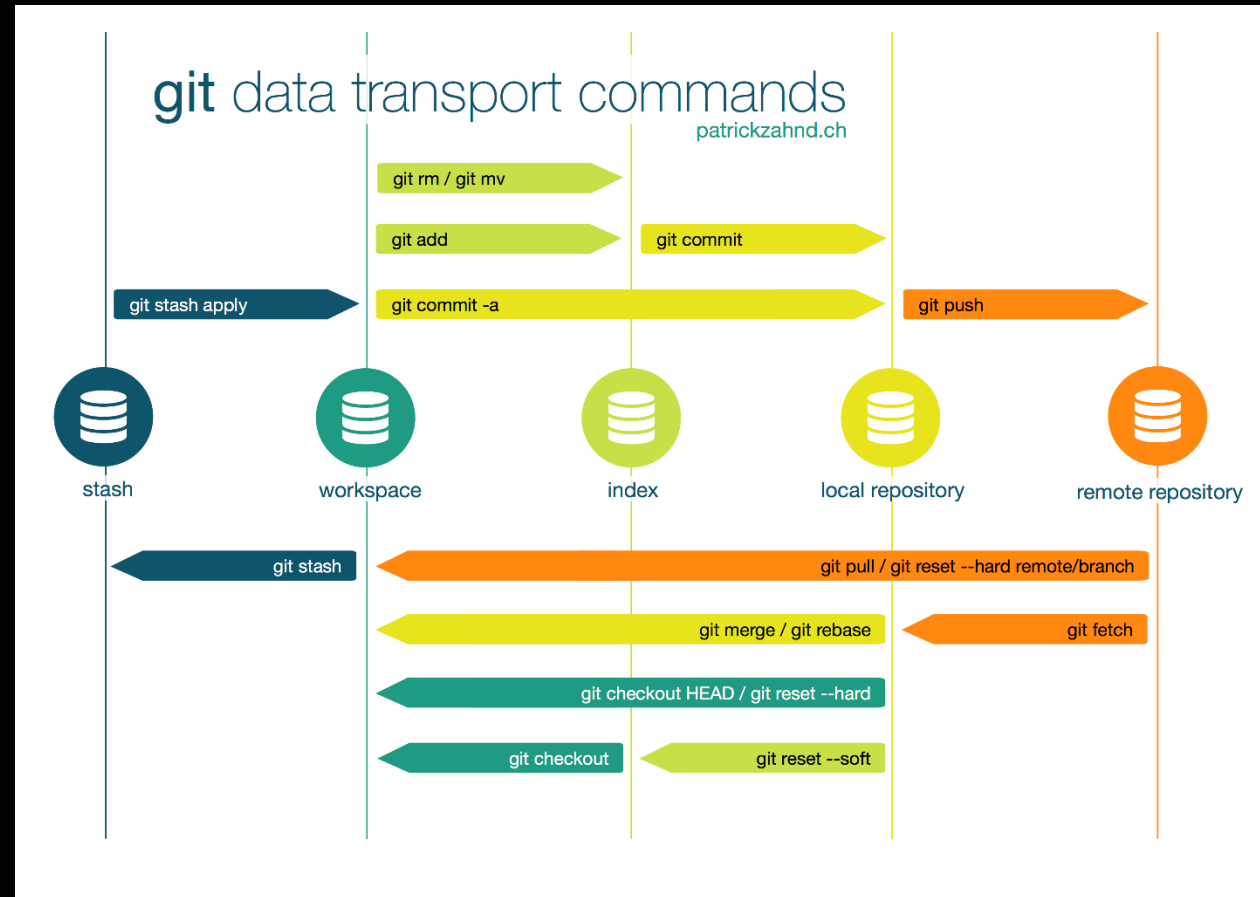 git data transport commands
patrickzahnd.ch
git rm / git mv
git add
git commit
git stash apply
git commit -a
git push
stash
workspace
index
local repository
remote repository
git stash
git pull / git reset --hard remote/branch
git merge / git rebase
git fetch
git checkout HEAD / git reset --hard
git checkout
git reset --soft